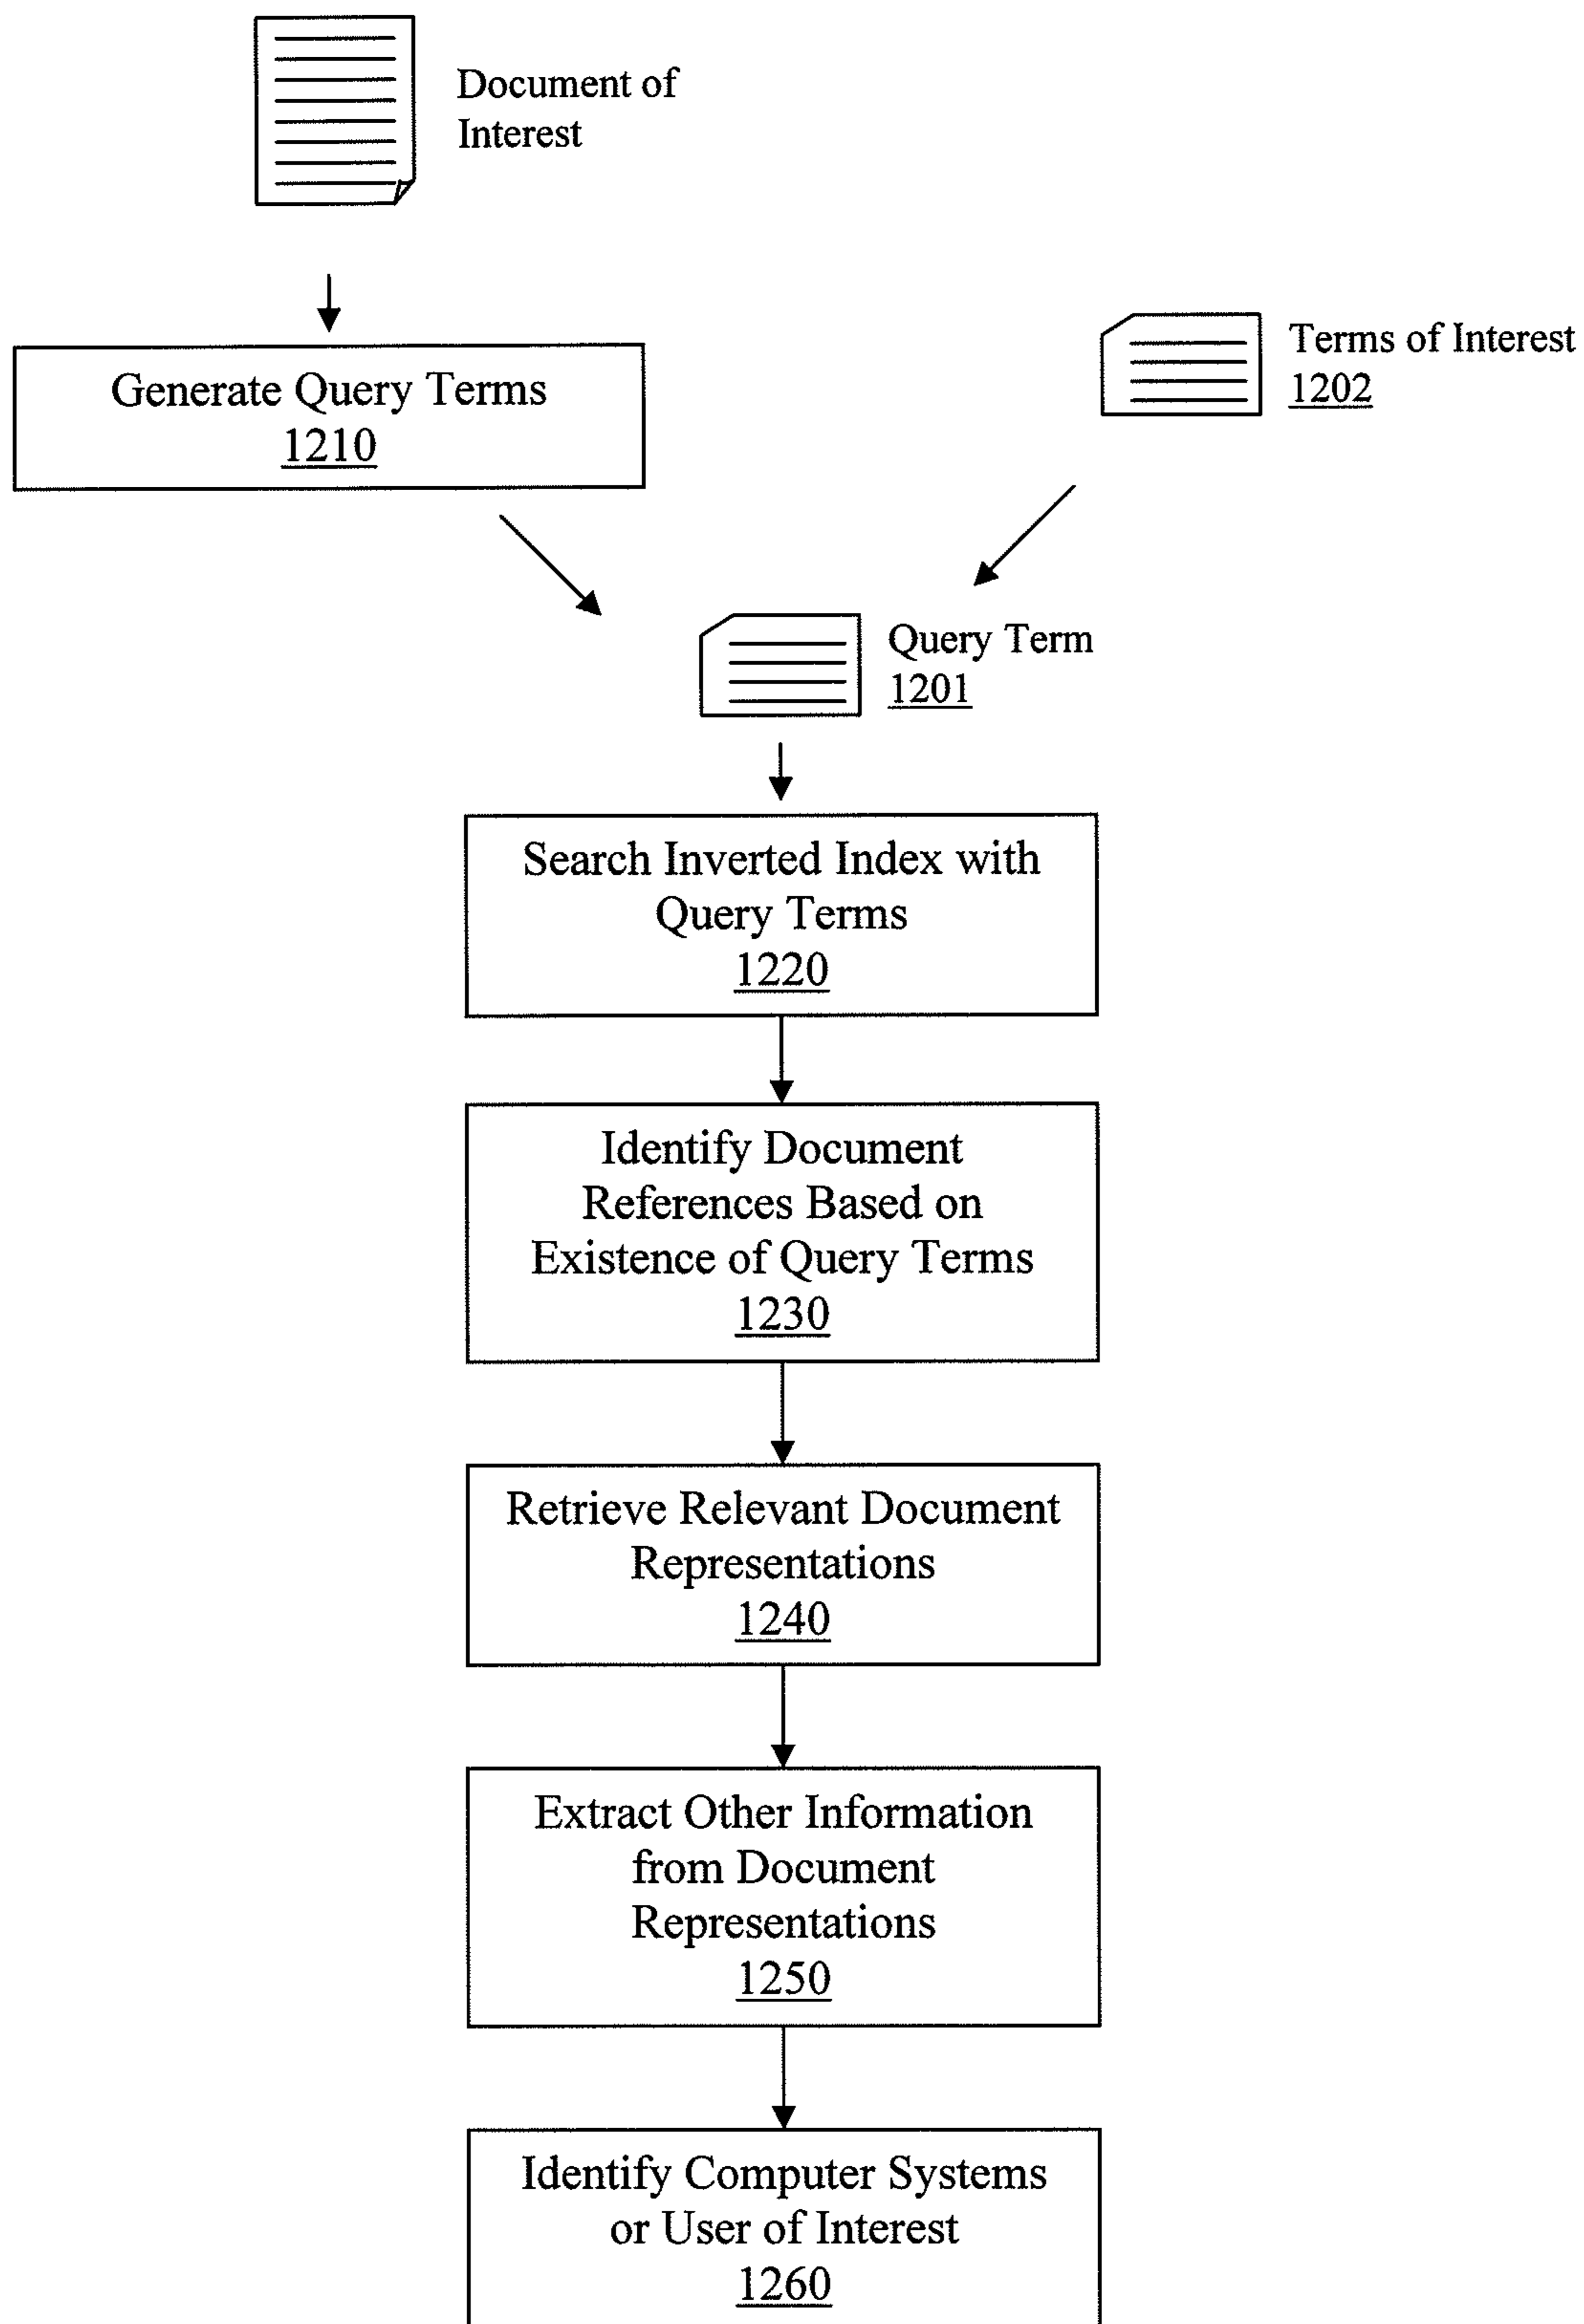 Document of
Interest
Generate Query Terms
1210
Terms of Interest
1202
Query Term
1201
Search Inverted Index with
Query Terms
1220
Identify Document
References Based on
Existence of Query Terms
1230
Retrieve Relevant Document
Representations
1240
Extract Other Information
from Document
Representations
1250
Identify Computer Systems
or User of Interest
1260